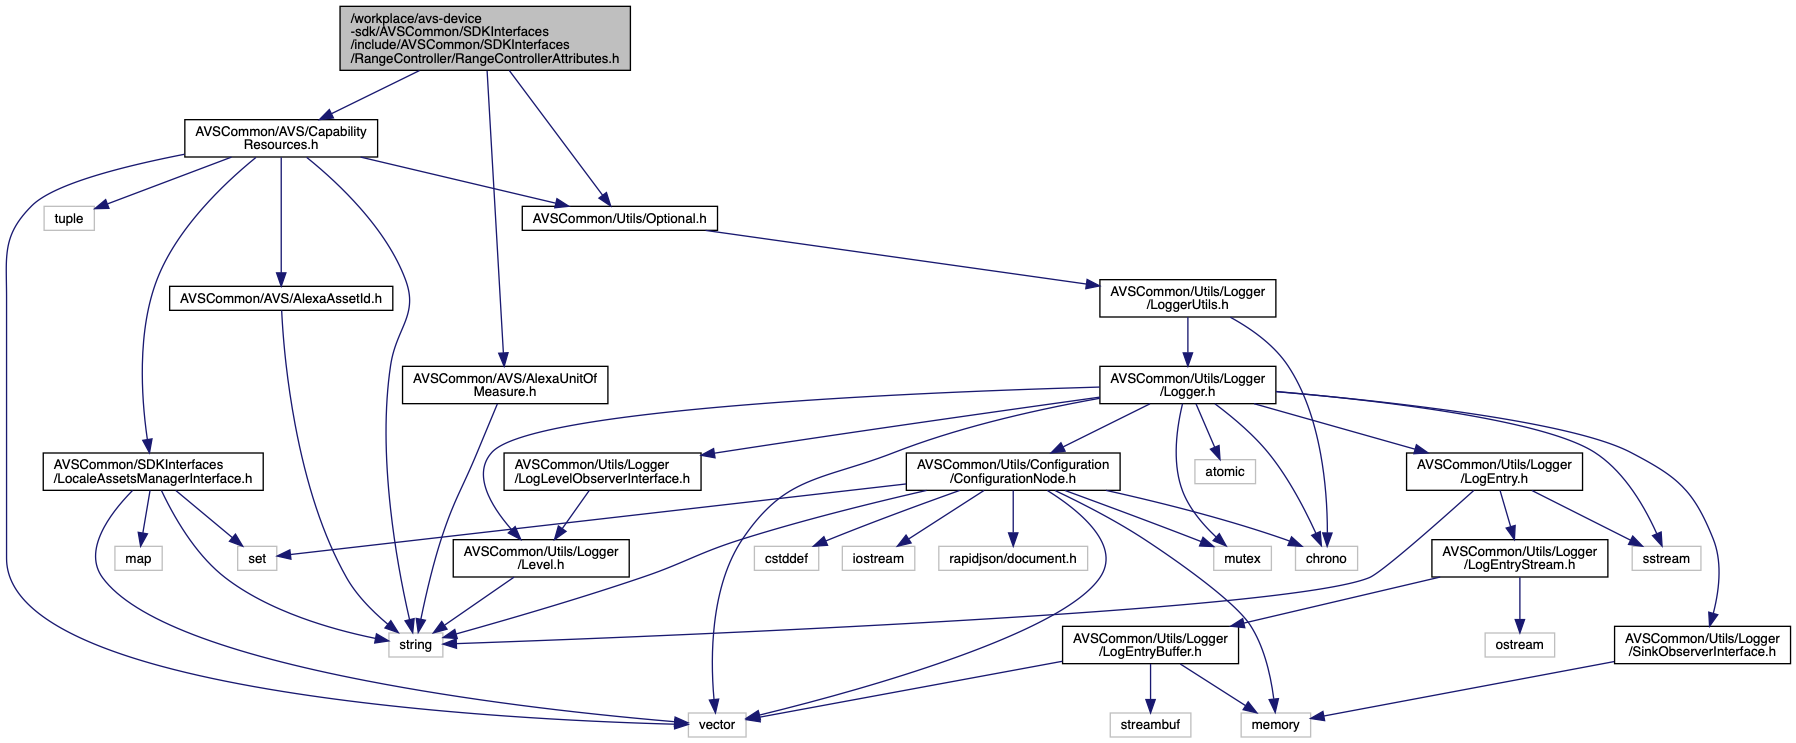 /workplace/avs-device
-sdk/AVSCommon/SDKInterfaces
/include/AVSCommon/SDKInterfaces
/RangeController/RangeControllerAttributes.h
AVSCommon/AVS/Capability
Resources.h
tuple
AVSCommon/Utils/Optional.h
AVSCommon/AVS/AlexaAssetId.h
AVSCommon/Utils/Logger
/LoggerUtils.h
AVSCommon/AVS/AlexaUnitOf
Measure.h
AVSCommon/Utils/Logger
/Logger.h
AVSCommon/SDKInterfaces
/LocaleAssetsManagerInterface.h
AVSCommon/Utils/Logger
/LogLevelObserverInterface.h
AVSCommon/Utils/Configuration
/ConfigurationNode.h
atomic
AVSCommon/Utils/Logger
/LogEntry.h
map
set
AVSCommon/Utils/Logger
/Level.h
cstddef
iostream
rapidjson/document.h
mutex
chrono
AVSCommon/Utils/Logger
/LogEntryStream.h
sstream
string
AVSCommon/Utils/Logger
/LogEntryBuffer.h
ostream
AVSCommon/Utils/Logger
/SinkObserverInterface.h
vector
streambuf
memory